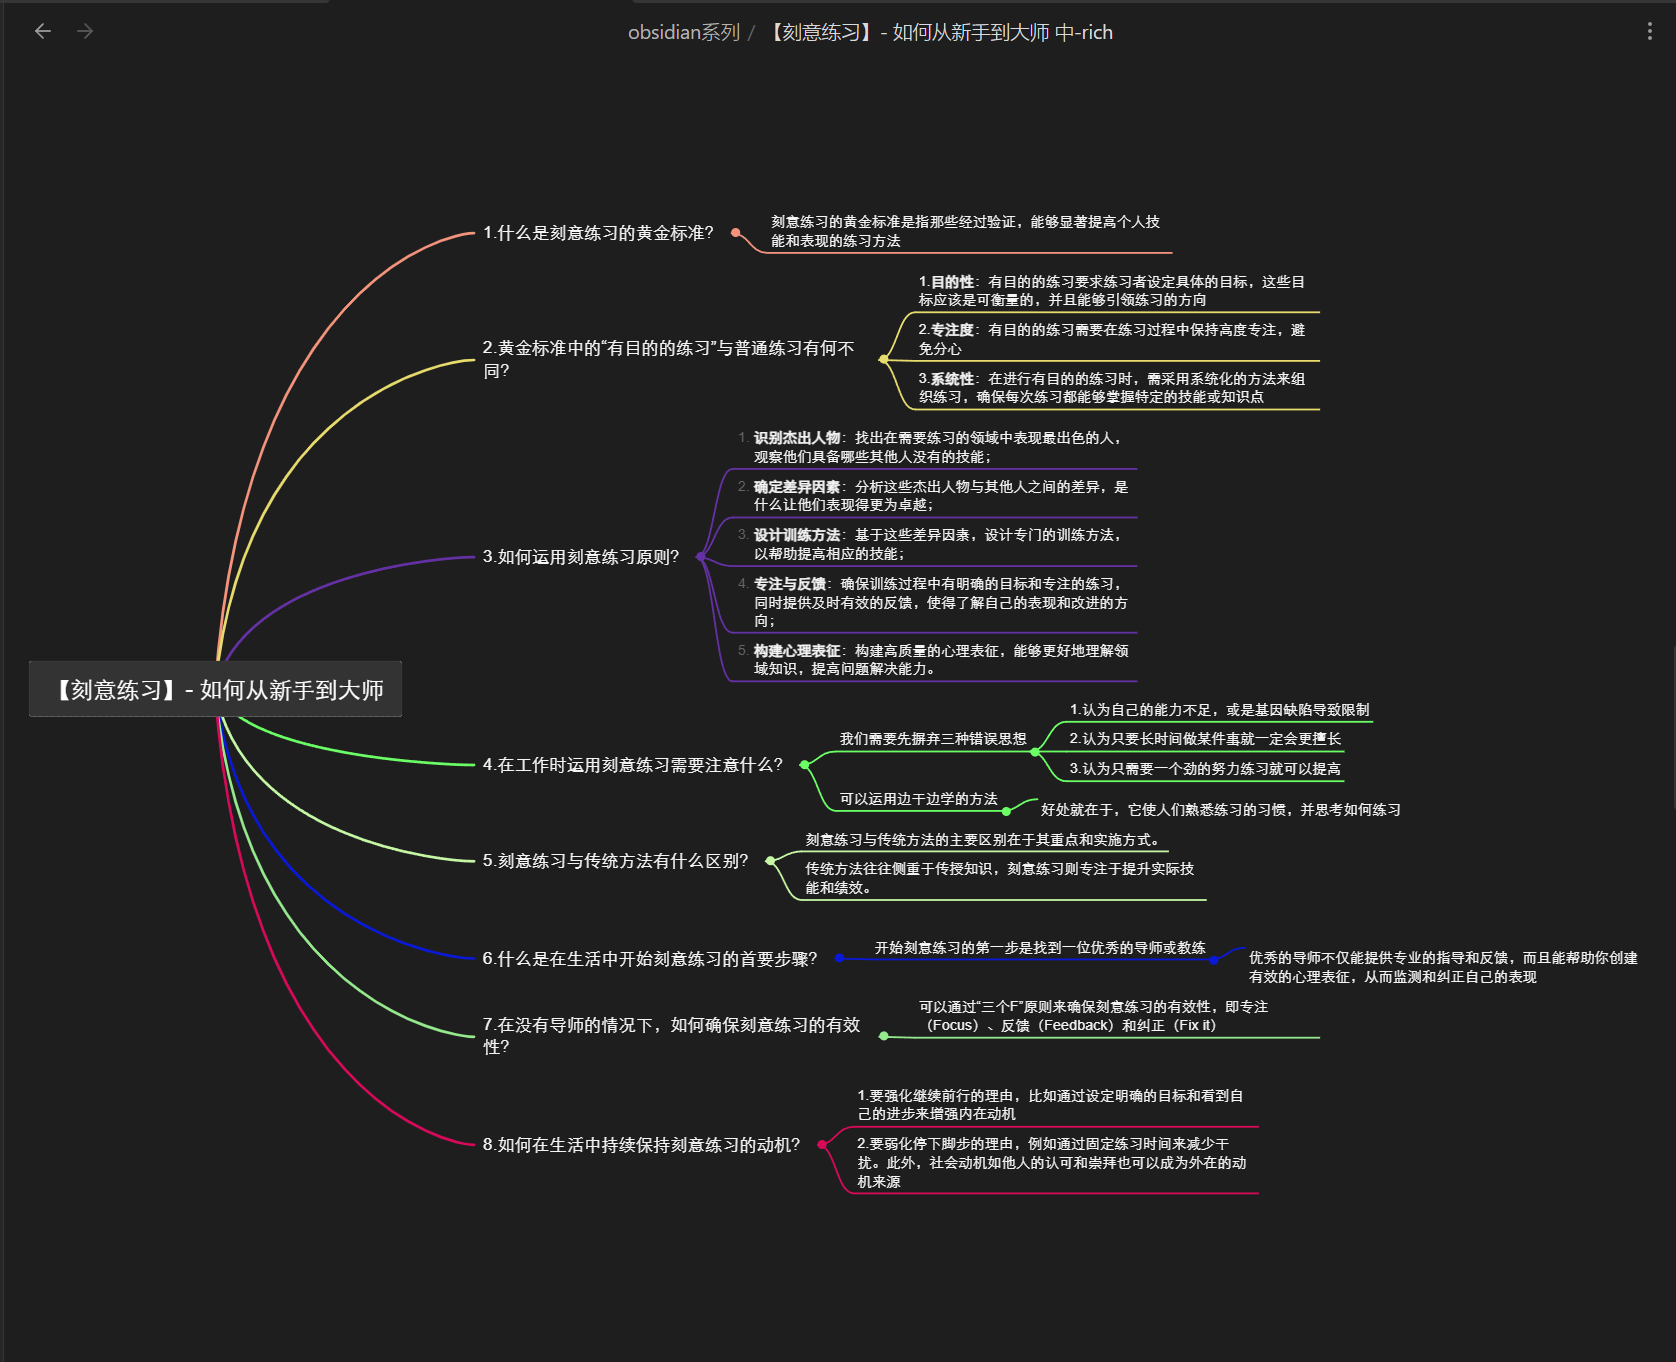 obsidian系列 / 【刻意练习】- 如何从新手到大师 中-rich
【刻意练习】- 如何从新手到大师
1.什么是刻意练习的黄金标准?
刻意练习的黄金标准是指那些经过验证，能够显著提高个人技
能和表现的练习方法
2.黄金标准中的“有目的的练习”与普通练习有何不
同?
1.目的性：有目的的练习要求练习者设定具体的目标，这些目
标应该是可衡量的，并且能够引领练习的方向
2.专注度：有目的的练习需要在练习过程中保持高度专注，避
免分心
3.系统性：在进行有目的的练习时，需采用系统化的方法来组
织练习，确保每次练习都能够掌握特定的技能或知识点
3.如何运用刻意练习原则?
1. 识别杰出人物：找出在需要练习的领域中表现最出色的人，
观察他们具备哪些其他人没有的技能；
2. 确定差异因素：分析这些杰出人物与其他人之间的差异，是
什么让他们表现得更为卓越；
3. 设计训练方法：基于这些差异因素，设计专门的训练方法，
以帮助提高相应的技能；
4. 专注与反馈：确保训练过程中有明确的目标和专注的练习，
同时提供及时有效的反馈，使得了解自己的表现和改进的方
向；
5. 构建心理表征：构建高质量的心理表征，能够更好地理解领
域知识，提高问题解决能力。
4.在工作时运用刻意练习需要注意什么?
我们需要先摒弃三种错误思想
1.认为自己的能力不足，或是基因缺陷导致限制
2.认为只要长时间做某件事就一定会更擅长
3.认为只需要一个劲的努力练习就可以提高
可以运用边干边学的方法
好处就在于，它使人们熟悉练习的习惯，并思考如何练习
5.刻意练习与传统方法有什么区别?
刻意练习与传统方法的主要区别在于其重点和实施方式。
传统方法往往侧重于传授知识，刻意练习则专注于提升实际技
能和绩效。
6.什么是在生活中开始刻意练习的首要步骤?
开始刻意练习的第一步是找到一位优秀的导师或教练
优秀的导师不仅能提供专业的指导和反馈，而且能帮助你创建
有效的心理表征，从而监测和纠正自己的表现
7.在没有导师的情况下，如何确保刻意练习的有效
性?
可以通过“三个F”原则来确保刻意练习的有效性，即专注
（Focus）、反馈（Feedback）和纠正（Fix it）
8.如何在生活中持续保持刻意练习的动机?
1.要强化继续前行的理由，比如通过设定明确的目标和看到自
己的进步来增强内在动机
2.要弱化停下脚步的理由，例如通过固定练习时间来减少干
扰。此外，社会动机如他人的认可和崇拜也可以成为外在的动
机来源